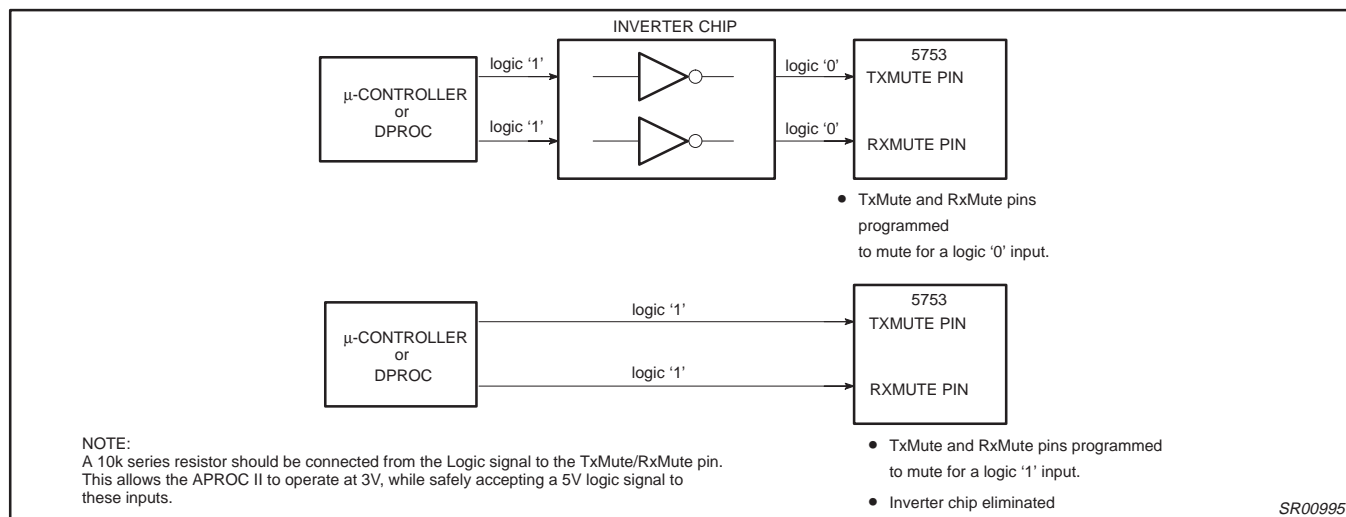 INVERTER CHIP
µ-CONTROLLER
or
DPROC
logic ‘1’
logic ‘1’
logic ‘0’
logic ‘0’
5753
TXMUTE PIN
RXMUTE PIN
● TxMute and RxMute pins
programmed
to mute for a logic ‘0’ input.
µ-CONTROLLER
or
DPROC
logic ‘1’
logic ‘1’
5753
TXMUTE PIN
RXMUTE PIN
NOTE:
A 10k series resistor should be connected from the Logic signal to the TxMute/RxMute pin.
This allows the APROC II to operate at 3V, while safely accepting a 5V logic signal to
these inputs.
● TxMute and RxMute pins programmed
to mute for a logic ‘1’ input.
● Inverter chip eliminated
SR00995